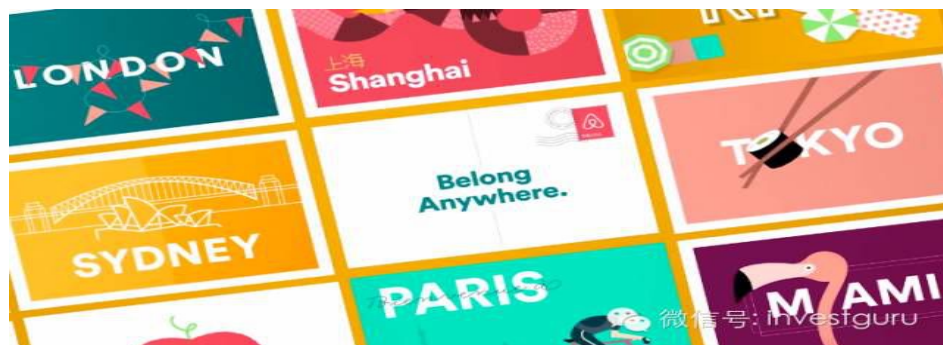 LONDON
上海
Shanghai
Belong
Anywhere.
TOKYO
SYDNEY
PARIS
MIAMI
微信号: investguru